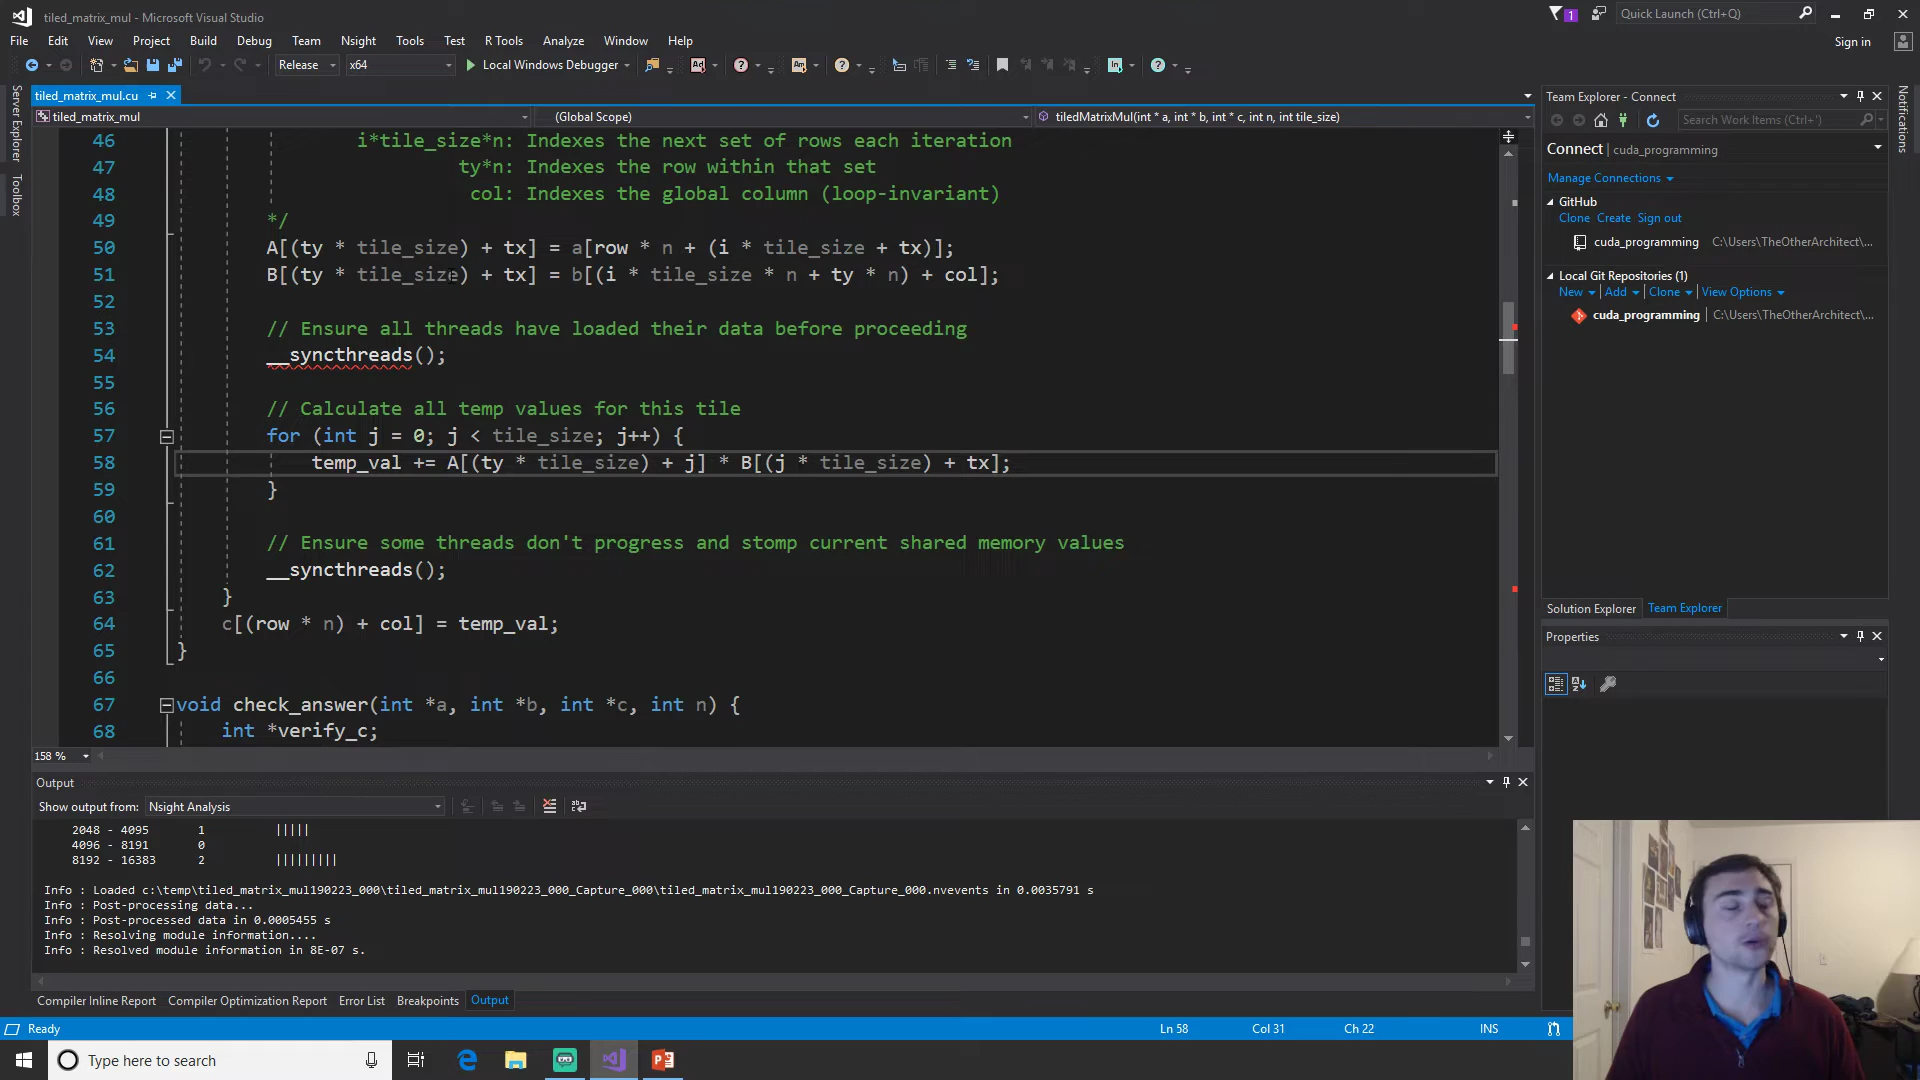 tiled_matrix_mul - Microsoft Visual Studio
1
Quick Launch (Ctrl+Q)
File Edit View Project Build Debug Team Nsight Tools Test R Tools Analyze Window Help
Sign in
Release x64 Local Windows Debugger
Server Explorer
Toolbox
tiled_matrix_mul.cu
tiled_matrix_mul (Global Scope) tiledMatrixMul(int * a, int * b, int * c, int n, int tile_size)
46 i*tile_size*n: Indexes the next set of rows each iteration
47 ty*n: Indexes the row within that set
48 col: Indexes the global column (loop-invariant)
49 */
50 A[(ty * tile_size) + tx] = a[row * n + (i * tile_size + tx)];
51 B[(ty * tile_size) + tx] = b[(i * tile_size * n + ty * n) + col];
52
53 // Ensure all threads have loaded their data before proceeding
54 __syncthreads();
55
56 // Calculate all temp values for this tile
57 for (int j = 0; j < tile_size; j++) {
58 temp_val += A[(ty * tile_size) + j] * B[(j * tile_size) + tx];
59 }
60
61 // Ensure some threads don't progress and stomp current shared memory values
62 __syncthreads();
63 }
64 c[(row * n) + col] = temp_val;
65 }
66
67 void check_answer(int *a, int *b, int *c, int n) {
68 int *verify_c;
158 %
Output
Show output from: Nsight Analysis
2048 - 4095 1 |||||
4096 - 8191 0
8192 - 16383 2 |||||||||
Info : Loaded c:\temp\tiled_matrix_mul190223_000\tiled_matrix_mul190223_000_Capture_000\tiled_matrix_mul190223_000_Capture_000.nvevents in 0.0035791 s
Info : Post-processing data...
Info : Post-processed data in 0.0005455 s
Info : Resolving module information....
Info : Resolved module information in 8E-07 s.
Compiler Inline Report Compiler Optimization Report Error List Breakpoints Output
Team Explorer - Connect
Search Work Items (Ctrl+')
Connect | cuda_programming
Manage Connections
GitHub
Clone Create Sign out
cuda_programming C:\Users\TheOtherArchitect\...
Local Git Repositories (1)
New Add Clone View Options
cuda_programming C:\Users\TheOtherArchitect\...
Solution Explorer Team Explorer
Properties
Notifications
Ready Ln 58 Col 31 Ch 22 INS
Type here to search